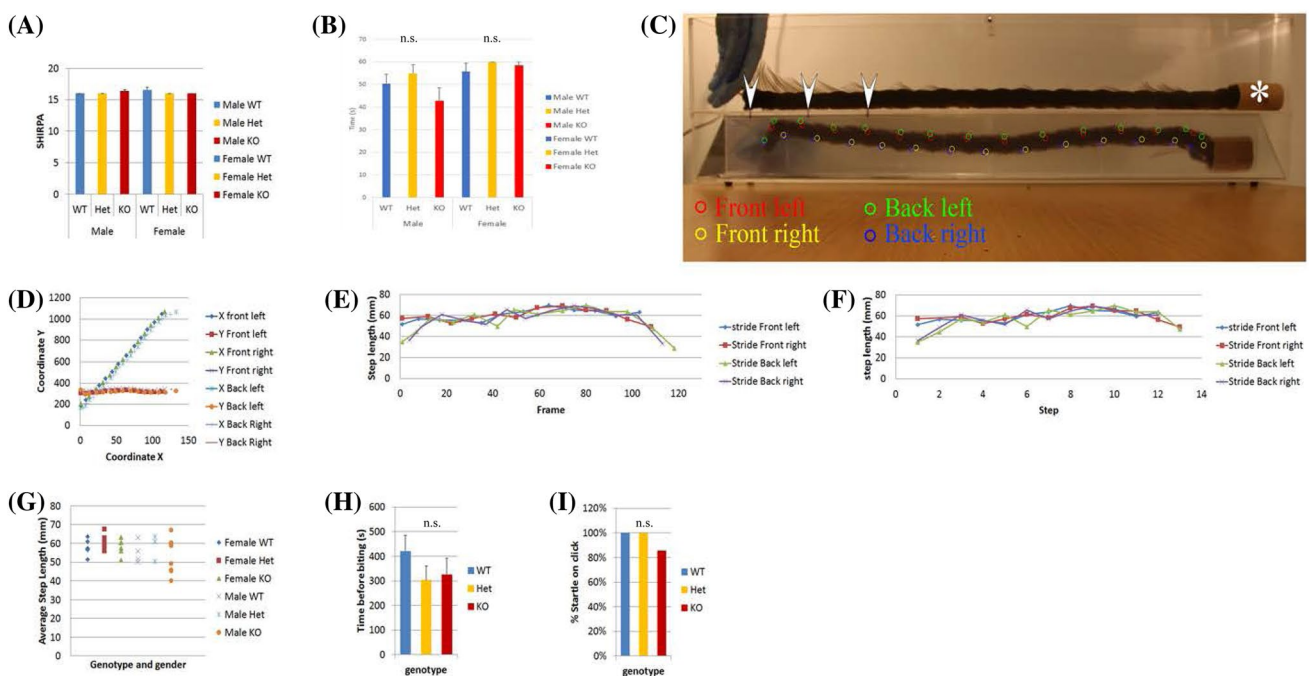 (A)
SHIRPA
20
15
10
5
0
WT Het KO WT Het KO
Male Female
Male WT
Male Het
Male KO
Female WT
Female Het
Female KO
(B)
n.s. n.s.
Time (s)
70
60
50
40
30
20
10
0
WT Het KO WT Het KO
Male Female
Male WT
Male Het
Male KO
Female WT
Female Het
Female KO
(C)
*
Front left Back left
Front right Back right
(D)
Coordinate Y
1200
1000
800
600
400
200
0
0 50 100 150
Coordinate X
X front left
Y Front left
X Front right
Y Front right
X Back left
Y Back left
X Back Right
Y Back Right
(E)
Step length (mm)
80
60
40
20
0
0 20 40 60 80 100 120
Frame
stride Front left
Stride Front right
Stride Back left
Stride Back right
(F)
step length (mm)
80
60
40
20
0
0 1 2 3 4 5 6 7 8 9 10 11 12 13 14
Step
stride Front left
Stride Front right
Stride Back left
Stride Back right
(G)
Average Step Length (mm)
80
70
60
50
40
30
20
10
0
Genotype and gender
Female WT
Female Het
Female KO
Male WT
Male Het
Male KO
(H)
n.s.
Time before biting (s)
600
500
400
300
200
100
0
genotype
WT
Het
KO
(I)
n.s.
% Startle on click
120%
100%
80%
60%
40%
20%
0%
genotype
WT
Het
KO